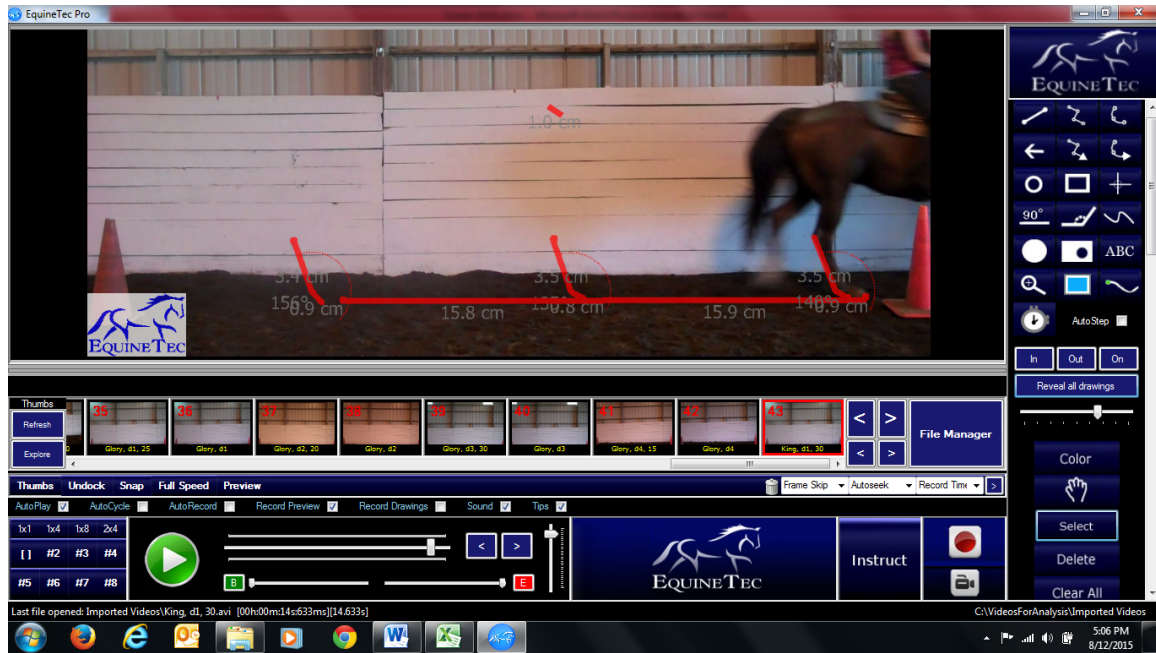 EquineTec Pro
EQUINETEC
1.0 cm
3.4 cm
3.5 cm
3.5 cm
156°
6.9 cm
15.8 cm
6.8 cm
15.9 cm
140°
6.9 cm
EQUINETEC
90°
ABC
AutoStep
In Out On
Reveal all drawings
Thumbs
Refresh
Explore
35 36 37 38 39 40 41 42 43
Glory, d1, 25
Glory, d1
Glory, d2, 20
Glory, d2
Glory, d3, 30
Glory, d3
Glory, d4, 15
Glory, d4
King, d1, 30
< >
< >
File Manager
Color
Select
Delete
Clear All
Thumbs Undock Snap Full Speed Preview
Frame Skip Autoseek Record Time >
AutoPlay AutoCycle AutoRecord Record Preview Record Drawings Sound Tips
1x1 1x4 1x8 2x4
[ ] #2 #3 #4
#5 #6 #7 #8
< >
B E
EQUINETEC
Instruct
Last file opened: Imported Videos\King, d1, 30.avi [00h:00m:14s:633ms][14.633s]
C:\VideosForAnalysis\Imported Videos
5:06 PM
8/12/2015